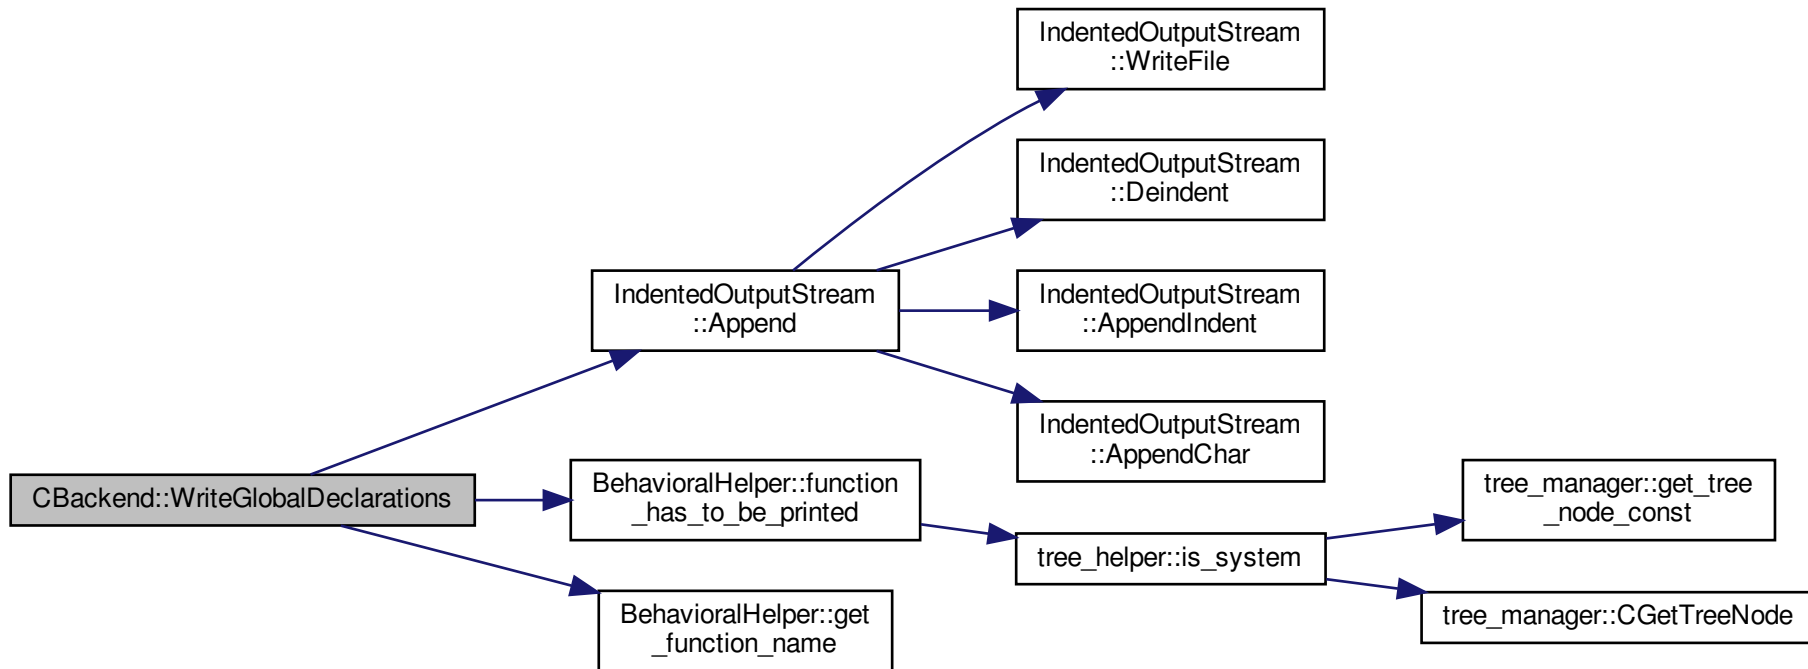 IndentedOutputStream
::WriteFile
IndentedOutputStream
::Deindent
IndentedOutputStream
::Append
IndentedOutputStream
::AppendIndent
IndentedOutputStream
::AppendChar
CBackend::WriteGlobalDeclarations
BehavioralHelper::function
_has_to_be_printed
tree_helper::is_system
tree_manager::get_tree
_node_const
BehavioralHelper::get
_function_name
tree_manager::CGetTreeNode